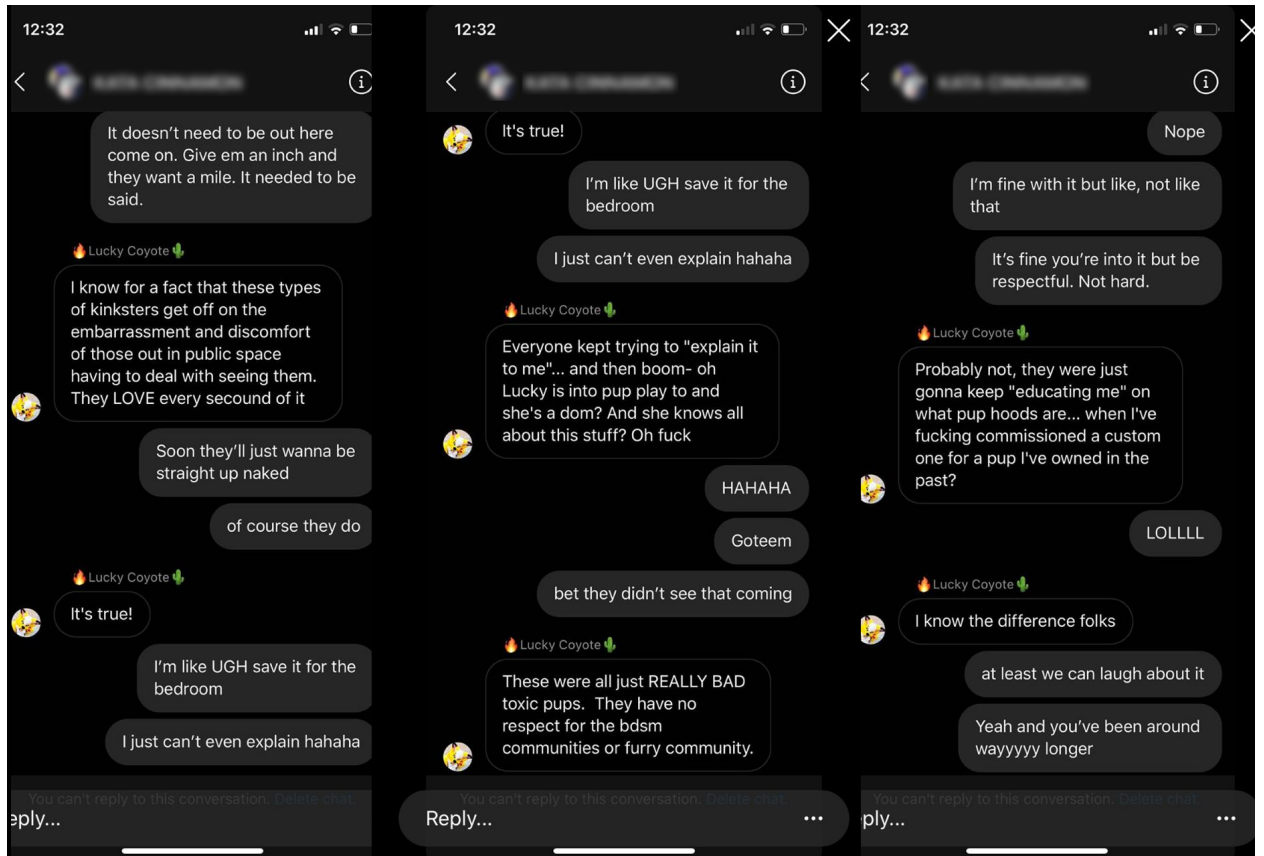 12:32
It doesn't need to be out here
come on. Give em an inch and
they want a mile. It needed to be
said.
🔥Lucky Coyote🌵
I know for a fact that these types
of kinksters get off on the
embarrassment and discomfort
of those out in public space
having to deal with seeing them.
They LOVE every secound of it
Soon they'll just wanna be
straight up naked
of course they do
🔥Lucky Coyote🌵
It's true!
I'm like UGH save it for the
bedroom
I just can't even explain hahaha
You can't reply to this conversation. Delete chat.
eply...
12:32
It's true!
I'm like UGH save it for the
bedroom
I just can't even explain hahaha
🔥Lucky Coyote🌵
Everyone kept trying to "explain it
to me"... and then boom- oh
Lucky is into pup play to and
she's a dom? And she knows all
about this stuff? Oh fuck
HAHAHA
Goteem
bet they didn't see that coming
🔥Lucky Coyote🌵
These were all just REALLY BAD
toxic pups. They have no
respect for the bdsm
communities or furry community.
You can't reply to this conversation. Delete chat.
Reply...
12:32
Nope
I'm fine with it but like, not like
that
It's fine you're into it but be
respectful. Not hard.
🔥Lucky Coyote🌵
Probably not, they were just
gonna keep "educating me" on
what pup hoods are... when I've
fucking commissioned a custom
one for a pup I've owned in the
past?
LOLLLL
🔥Lucky Coyote🌵
I know the difference folks
at least we can laugh about it
Yeah and you've been around
wayyyyy longer
You can't reply to this conversation. Delete chat.
ply...